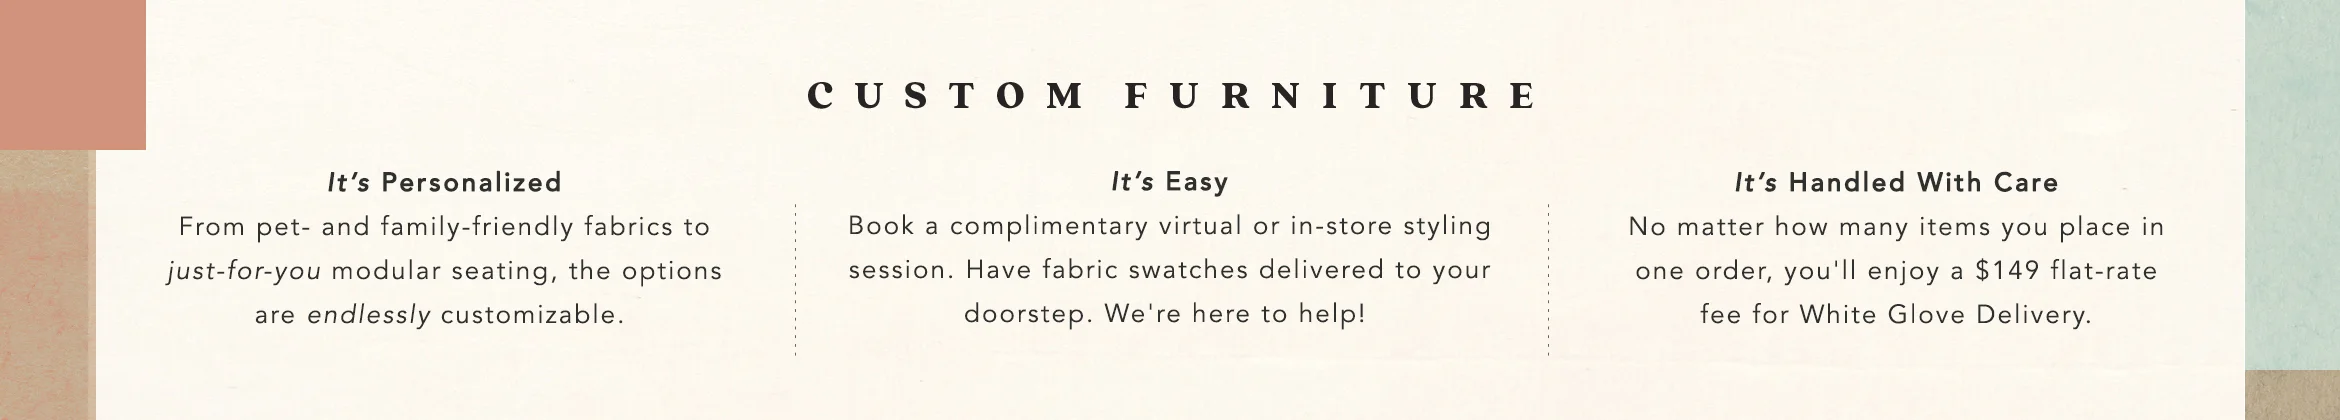 CUSTOM FURNITURE
It’s Personalized
From pet- and family-friendly fabrics to
just-for-you modular seating, the options
are endlessly customizable.
It’s Easy
Book a complimentary virtual or in-store styling
session. Have fabric swatches delivered to your
doorstep. We're here to help!
It’s Handled With Care
No matter how many items you place in
one order, you'll enjoy a $149 flat-rate
fee for White Glove Delivery.